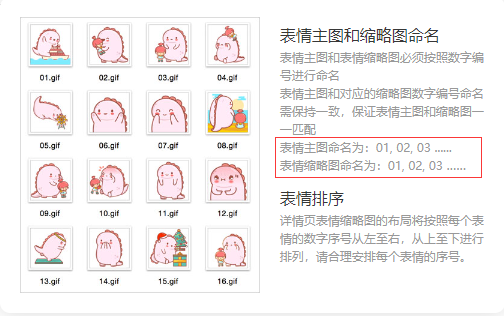 表情主图和缩略图命名
表情主图和表情缩略图必须按照数字编
号进行命名
表情主图和对应的缩略图数字编号命名
需保持一致，保证表情主图和缩略图一
一匹配
表情主图命名为：01, 02, 03 ......
表情缩略图命名为：01, 02, 03 ......
表情排序
详情页表情缩略图的布局将按照每个表
情的数字序号从左至右，从上至下进行
排列，请合理安排每个表情的序号。
01.gif 02.gif 03.gif 04.gif
05.gif 06.gif 07.gif 08.gif
09.gif 10.gif 11.gif 12.gif
13.gif 14.gif 15.gif 16.gif